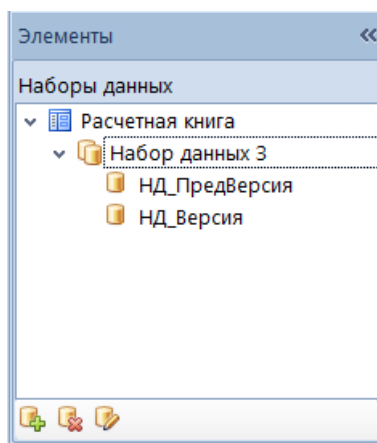 Элементы
Наборы данных
Расчетная книга
Набор данных 3
НД_ПредВерсия
НД_Версия